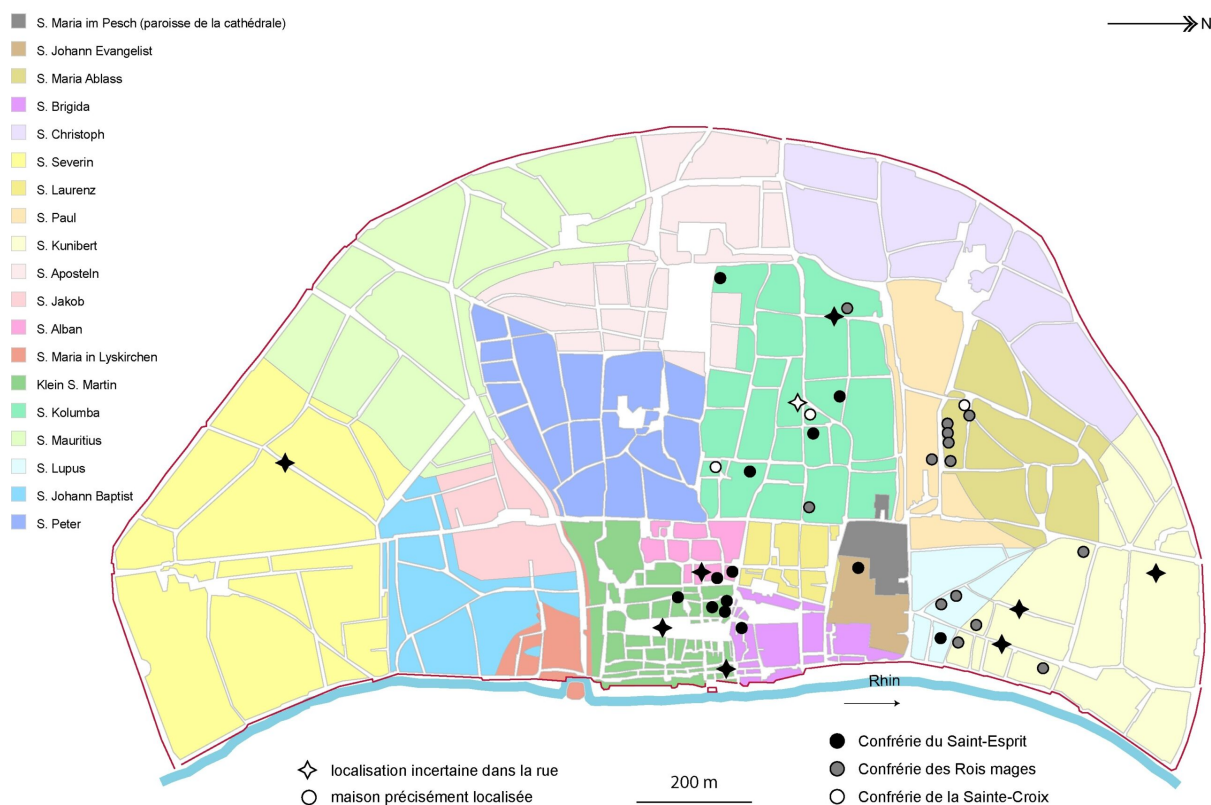 S. Maria im Pesch (paroisse de la cathédrale)
S. Johann Evangelist
S. Maria Ablass
S. Brigida
S. Christoph
S. Severin
S. Laurenz
S. Paul
S. Kunibert
S. Aposteln
S. Jakob
S. Alban
S. Maria in Lyskirchen
Klein S. Martin
S. Kolumba
S. Mauritius
S. Lupus
S. Johann Baptist
S. Peter
N
Rhin
localisation incertaine dans la rue
maison précisément localisée
200 m
Confrérie du Saint-Esprit
Confrérie des Rois mages
Confrérie de la Sainte-Croix